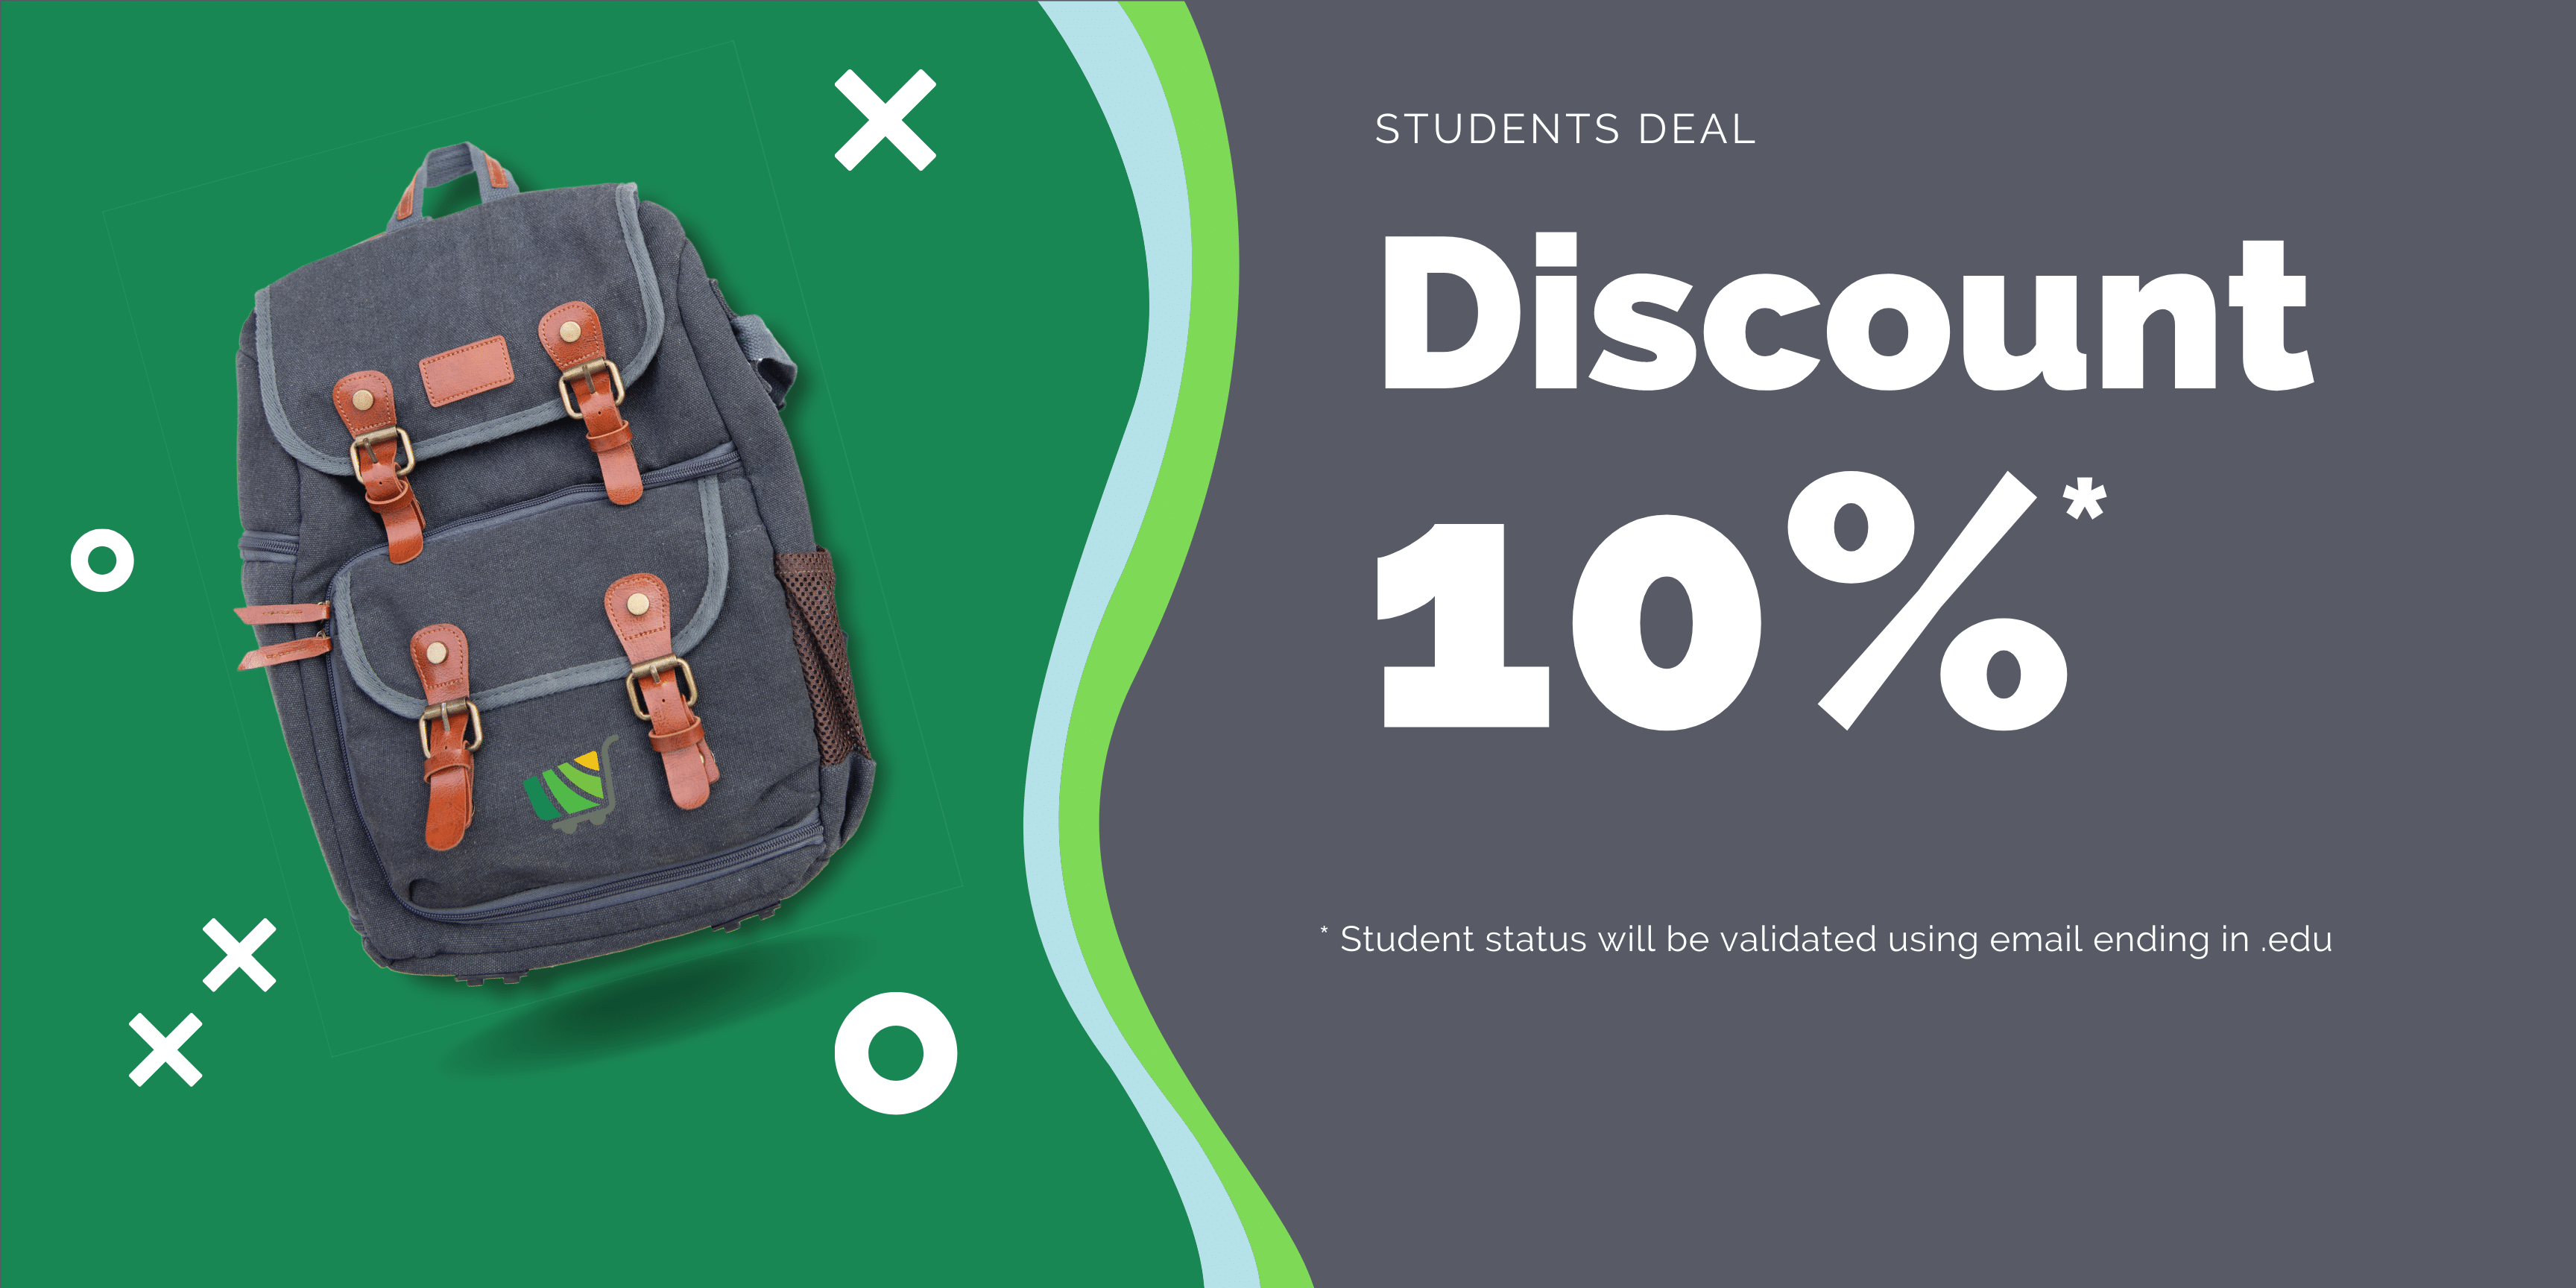 STUDENTS DEAL
Discount
10%*
* Student status will be validated using email ending in .edu